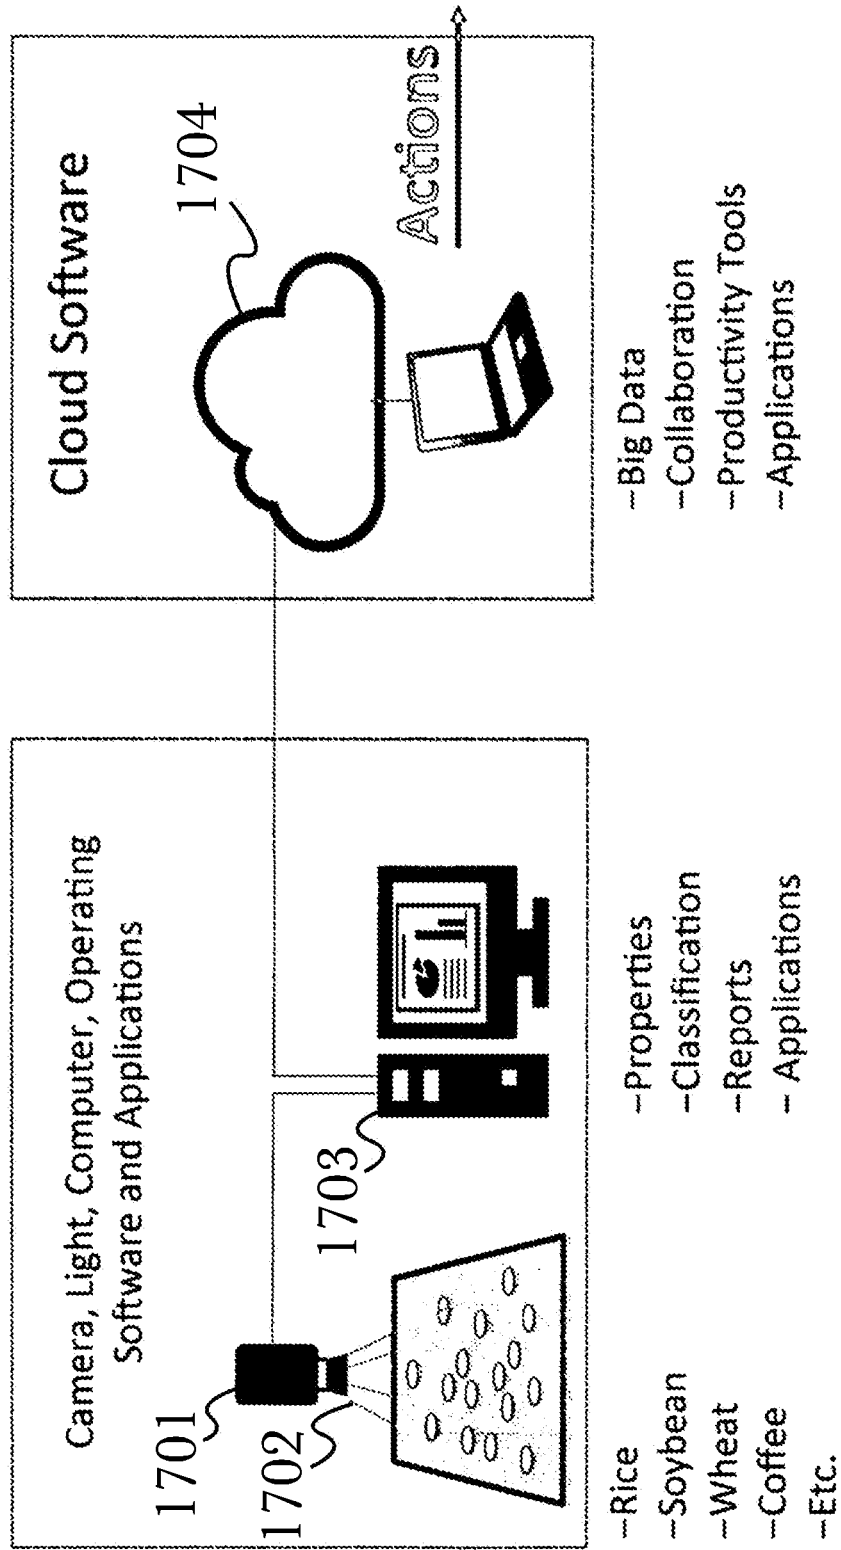 Camera, Light, Computer, Operating
Software and Applications
1701
1702
1703
–Rice
–Soybean
–Wheat
–Coffee
–Etc.
–Properties
–Classification
–Reports
– Applications
Cloud Software
1704
Actions
–Big Data
–Collaboration
–Productivity Tools
–Applications